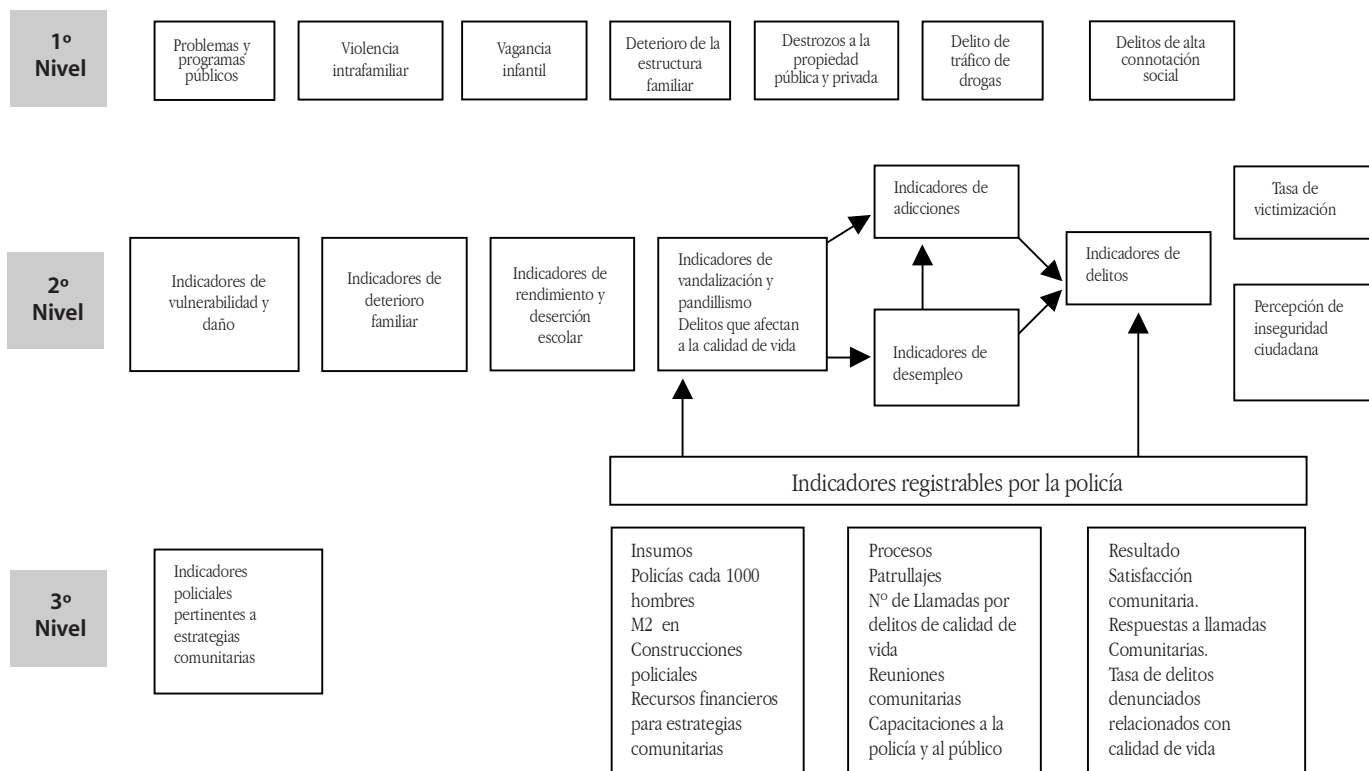 1º
Nivel
Problemas y
programas
públicos
Violencia
intrafamiliar
Vagancia
infantil
Deterioro de la
estructura
familiar
Destrozos a la
propiedad
pública y privada
Delito de
tráfico de
drogas
Delitos de alta
connotación
social
2º
Nivel
Indicadores de
vulnerabilidad y
daño
Indicadores de
deterioro
familiar
Indicadores de
rendimiento y
deserción
escolar
Indicadores de
vandalización y
pandillismo
Delitos que afectan
a la calidad de vida
Indicadores de
adicciones
Indicadores de
desempleo
Indicadores de
delitos
Tasa de
victimización
Percepción de
inseguridad
ciudadana
Indicadores registrables por la policía
3º
Nivel
Indicadores
policiales
pertinentes a
estrategias
comunitarias
Insumos
Policías cada 1000
hombres
M2 en
Construcciones
policiales
Recursos financieros
para estrategias
comunitarias
Procesos
Patrullajes
Nº de Llamadas por
delitos de calidad de
vida
Reuniones
comunitarias
Capacitaciones a la
policía y al público
Resultado
Satisfacción
comunitaria.
Respuestas a llamadas
Comunitarias.
Tasa de delitos
denunciados
relacionados con
calidad de vida